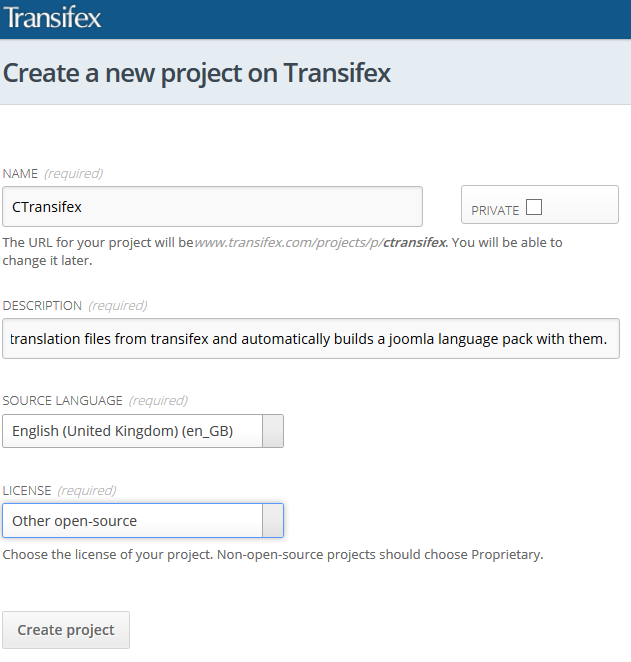 Transifex
Create a new project on Transifex
NAME (required)
CTransifex
PRIVATE
The URL for your project will bewww.transifex.com/projects/p/ctransifex. You will be able to
change it later.
DESCRIPTION (required)
translation files from transifex and automatically builds a joomla language pack with them.
SOURCE LANGUAGE (required)
English (United Kingdom) (en_GB)
LICENSE (required)
Other open-source
Choose the license of your project. Non-open-source projects should choose Proprietary.
Create project